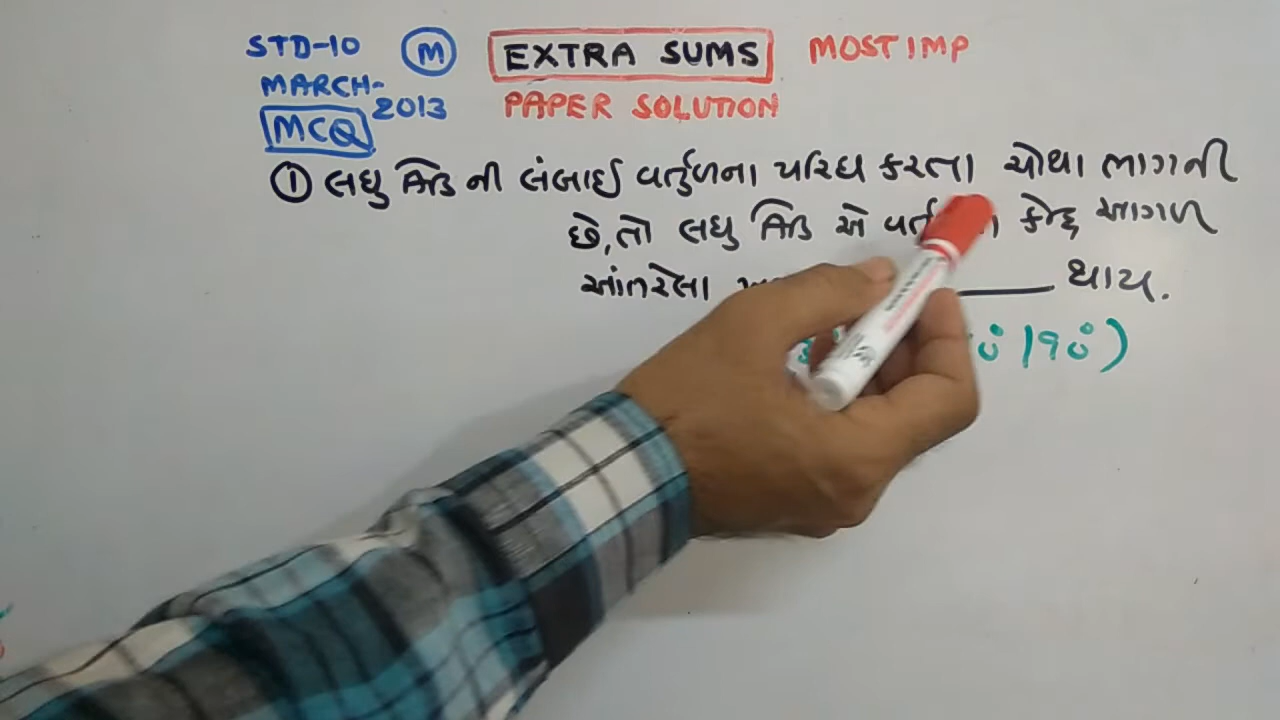 STD-10 Ⓜ EXTRA SUMS MOST IMP
MARCH-2013 PAPER SOLUTION
MCQ
① લઘુ ચાપ ની લંબાઈ વર્તુળના પરિઘ કરતા ચોથા ભાગની
છે, તો લઘુ ચાપ એ વર્તુળના કેન્દ્ર આગળ
આંતરેલા થાય.
/90°)